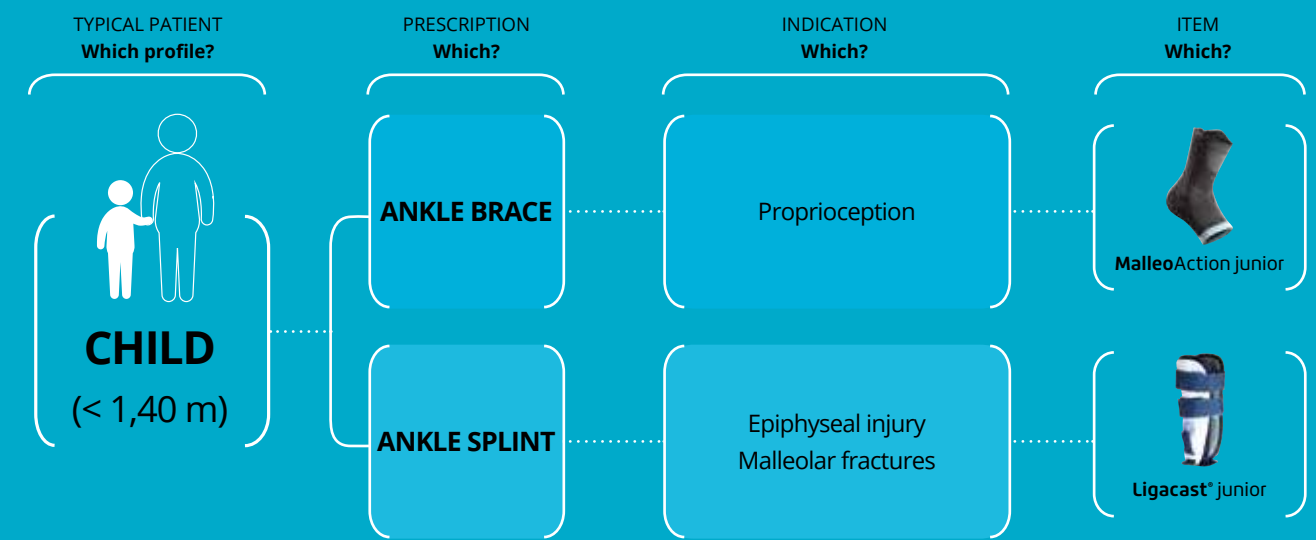 TYPICAL PATIENT
Which profile?
PRESCRIPTION
Which?
INDICATION
Which?
ITEM
Which?
CHILD
(< 1,40 m)
ANKLE BRACE
Proprioception
MalleoAction junior
ANKLE SPLINT
Epiphyseal injury
Malleolar fractures
Ligacast® junior